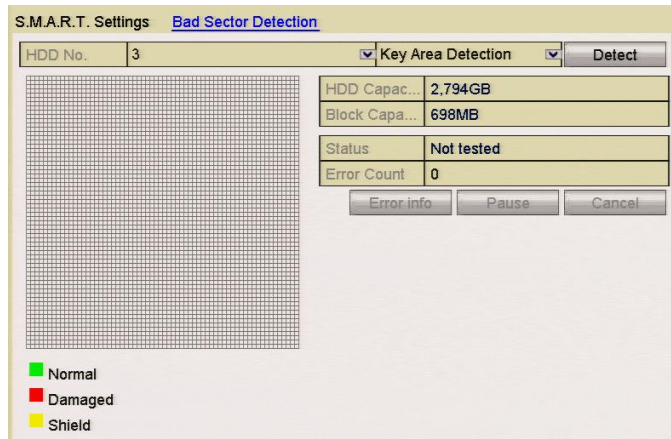 S.M.A.R.T. Settings Bad Sector Detection
HDD No. 3 Key Area Detection Detect
HDD Capac... 2,794GB
Block Capa... 698MB
Status Not tested
Error Count 0
Error info Pause Cancel
Normal
Damaged
Shield